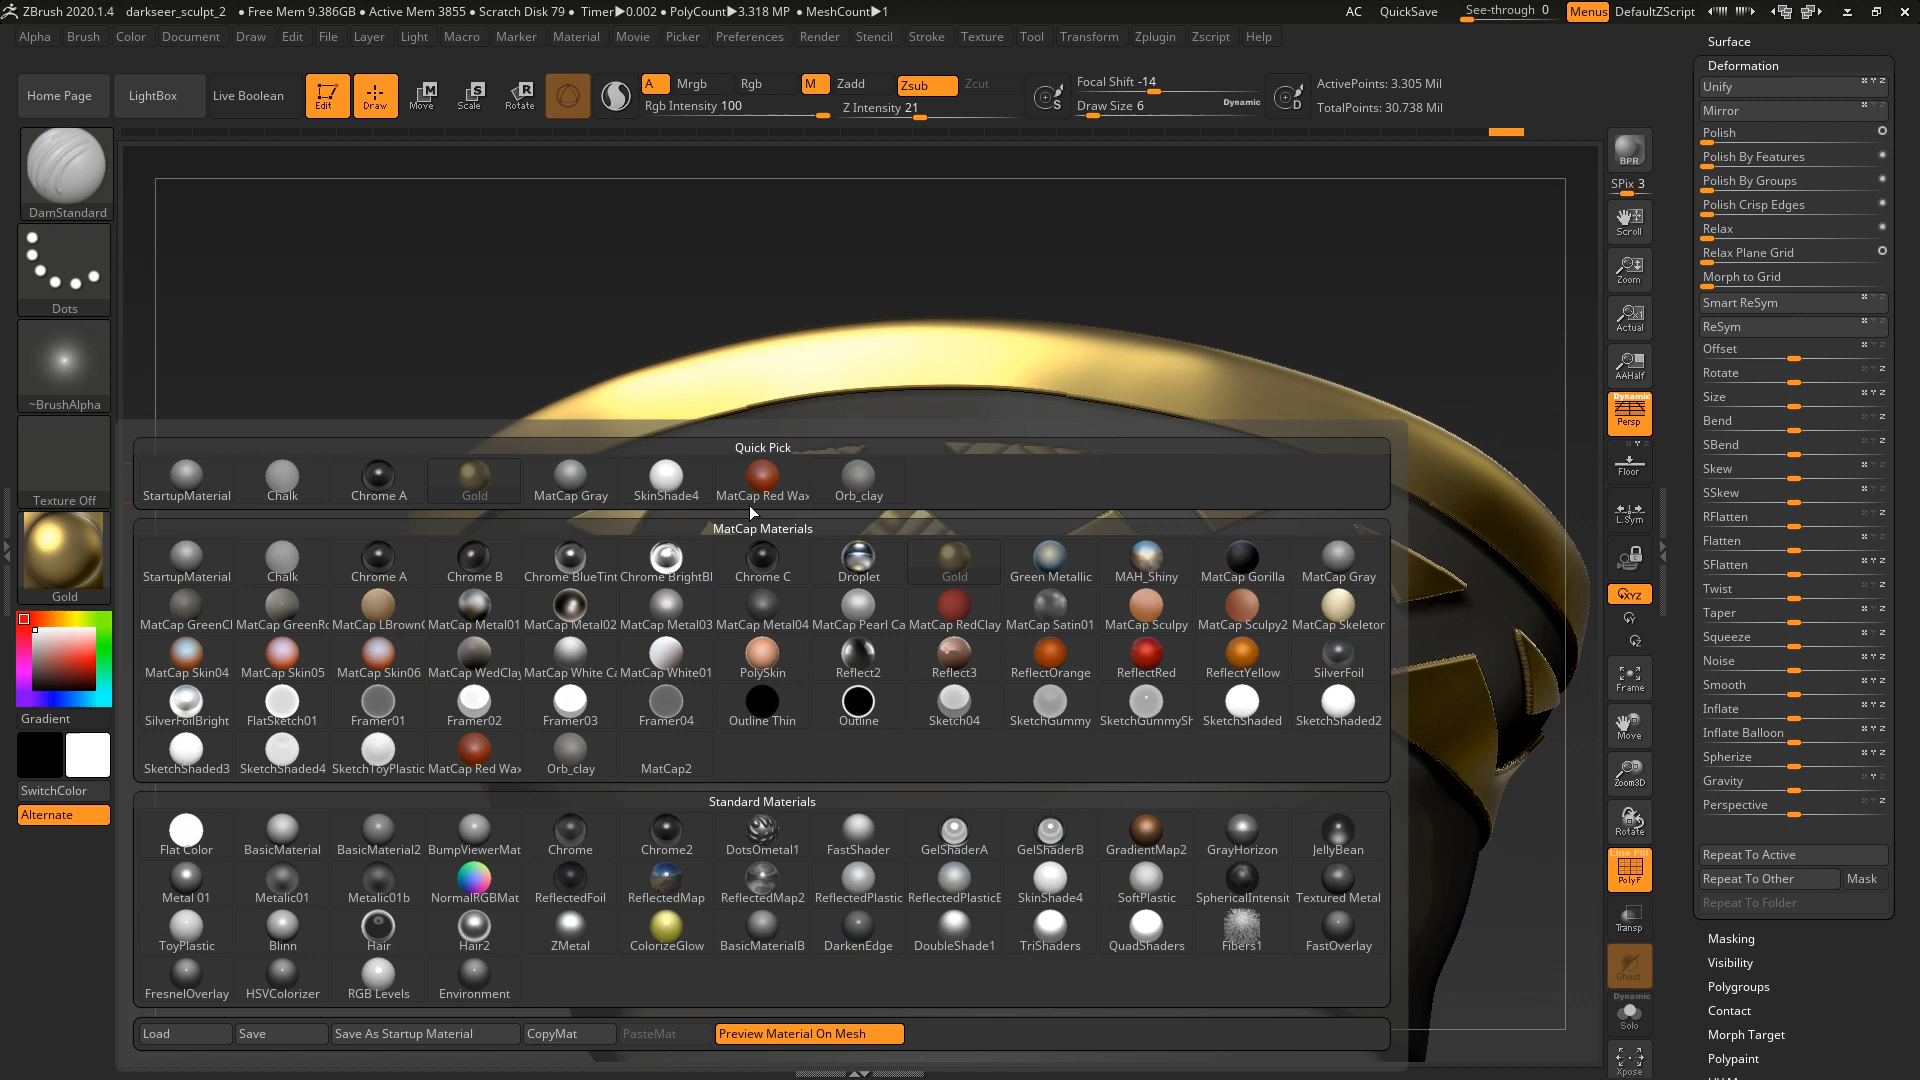 ZBrush 2020.1.4 darkseer_sculpt_2 • Free Mem 9.386GB • Active Mem 3855 • Scratch Disk 79 • Timer▶0.002 • PolyCount▶3.318 MP • MeshCount▶1 AC QuickSave See-through 0 Menus DefaultZScript
Alpha Brush Color Document Draw Edit File Layer Light Macro Marker Material Movie Picker Preferences Render Stencil Stroke Texture Tool Transform Zplugin Zscript Help
Home Page LightBox Live Boolean Edit Draw Move Scale Rotate
A Mrgb Rgb M Zadd Zsub Zcut
Rgb Intensity 100 Z Intensity 21
S Focal Shift -14
Draw Size 6 Dynamic
D ActivePoints: 3.305 Mil
TotalPoints: 30.738 Mil
DamStandard
Dots
~BrushAlpha
Texture Off
Gold
Gradient
SwitchColor
Alternate
Quick Pick
StartupMaterial Chalk Chrome A Gold MatCap Gray SkinShade4 MatCap Red Wax Orb_clay
MatCap Materials
StartupMaterial Chalk Chrome A Chrome B Chrome BlueTint Chrome BrightBl Chrome C Droplet Gold Green Metallic MAH_Shiny MatCap Gorilla MatCap Gray
MatCap GreenCl MatCap GreenRo MatCap LBrown MatCap Metal01 MatCap Metal02 MatCap Metal03 MatCap Metal04 MatCap Pearl Ca MatCap RedClay MatCap Satin01 MatCap Sculpy MatCap Sculpy2 MatCap Skeletor
MatCap Skin04 MatCap Skin05 MatCap Skin06 MatCap WedClay MatCap White Ca MatCap White01 PolySkin Reflect2 Reflect3 ReflectOrange ReflectRed ReflectYellow SilverFoil
SilverFoilBright FlatSketch01 Framer01 Framer02 Framer03 Framer04 Outline Thin Outline Sketch04 SketchGummy SketchGummySh SketchShaded SketchShaded2
SketchShaded3 SketchShaded4 SketchToyPlastic MatCap Red Wax Orb_clay MatCap2
Standard Materials
Flat Color BasicMaterial BasicMaterial2 BumpViewerMat Chrome Chrome2 DotsOmetal1 FastShader GelShaderA GelShaderB GradientMap2 GrayHorizon JellyBean
Metal 01 Metalic01 Metalic01b NormalRGBMat ReflectedFoil ReflectedMap ReflectedMap2 ReflectedPlastic ReflectedPlasticE SkinShade4 SoftPlastic SphericalIntensit Textured Metal
ToyPlastic Blinn Hair Hair2 ZMetal ColorizeGlow BasicMaterialB DarkenEdge DoubleShade1 TriShaders QuadShaders Fibers1 FastOverlay
FresnelOverlay HSVColorizer RGB Levels Environment
Load Save Save As Startup Material CopyMat PasteMat Preview Material On Mesh
BPR
SPix 3
Scroll
Zoom
Actual
AAHalf
Dynamic
Persp
Floor
L.Sym
XYZ
Frame
Move
Zoom3D
Rotate
Line Fill
PolyF
Transp
Ghost
Dynamic
Solo
Xpose
Surface
Deformation
Unify
Mirror
Polish
Polish By Features
Polish By Groups
Polish Crisp Edges
Relax
Relax Plane Grid
Morph to Grid
Smart ReSym
ReSym
Offset
Rotate
Size
Bend
SBend
Skew
SSkew
RFlatten
Flatten
SFlatten
Twist
Taper
Squeeze
Noise
Smooth
Inflate
Inflate Balloon
Spherize
Gravity
Perspective
Repeat To Active
Repeat To Other Mask
Repeat To Folder
Masking
Visibility
Polygroups
Contact
Morph Target
Polypaint